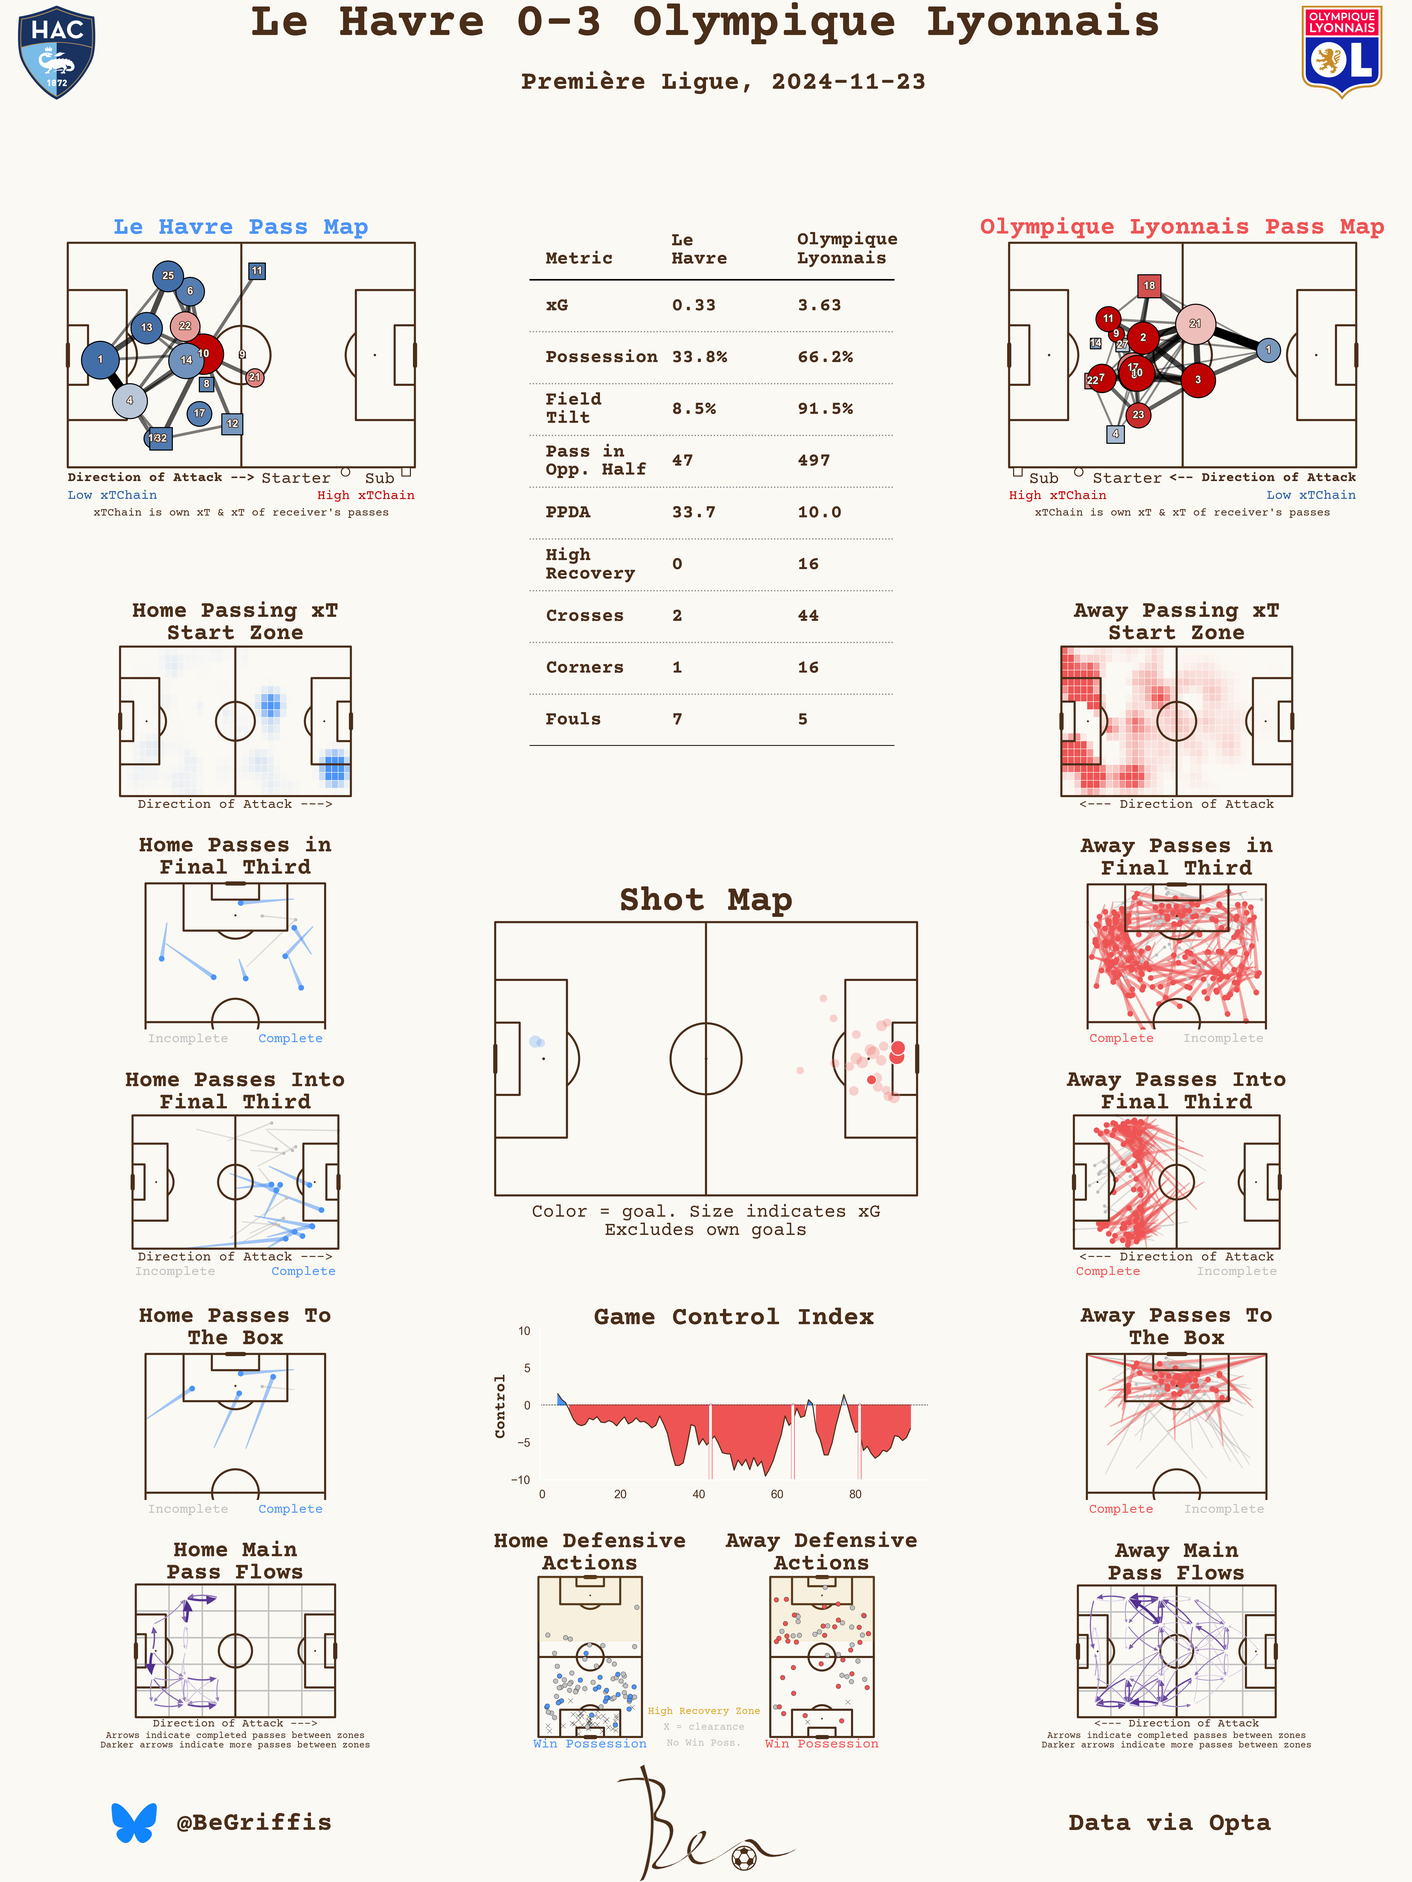 Le Havre 0-3 Olympique Lyonnais
Première Ligue, 2024-11-23
HAC
1872
OLYMPIQUE
LYONNAIS
OL
Le Havre Pass Map
25
6
11
13
22
1
10
14
9
8
21
4
17
12
32
Direction of Attack --> Starter Sub
Low xTChain High xTChain
xTChain is own xT & xT of receiver's passes
Metric Le Havre Olympique Lyonnais
xG 0.33 3.63
Possession 33.8% 66.2%
Field Tilt 8.5% 91.5%
Pass in Opp. Half 47 497
PPDA 33.7 10.0
High Recovery 0 16
Crosses 2 44
Corners 1 16
Fouls 7 5
Olympique Lyonnais Pass Map
18
11
21
9
2
14
27
1
17
10
22
7
3
23
4
Sub Starter <-- Direction of Attack
High xTChain Low xTChain
xTChain is own xT & xT of receiver's passes
Home Passing xT
Start Zone
Direction of Attack --->
Away Passing xT
Start Zone
<--- Direction of Attack
Home Passes in
Final Third
Incomplete Complete
Away Passes in
Final Third
Complete Incomplete
Shot Map
Color = goal. Size indicates xG
Excludes own goals
Home Passes Into
Final Third
Direction of Attack --->
Incomplete Complete
Away Passes Into
Final Third
<--- Direction of Attack
Complete Incomplete
Home Passes To
The Box
Incomplete Complete
Game Control Index
Control
10
5
0
−5
−10
0 20 40 60 80
Away Passes To
The Box
Complete Incomplete
Home Main
Pass Flows
Direction of Attack --->
Arrows indicate completed passes between zones
Darker arrows indicate more passes between zones
Home Defensive
Actions
Win Possession
Away Defensive
Actions
Win Possession
High Recovery Zone
X = clearance
No Win Poss.
Away Main
Pass Flows
<--- Direction of Attack
Arrows indicate completed passes between zones
Darker arrows indicate more passes between zones
@BeGriffis
Ben
Data via Opta